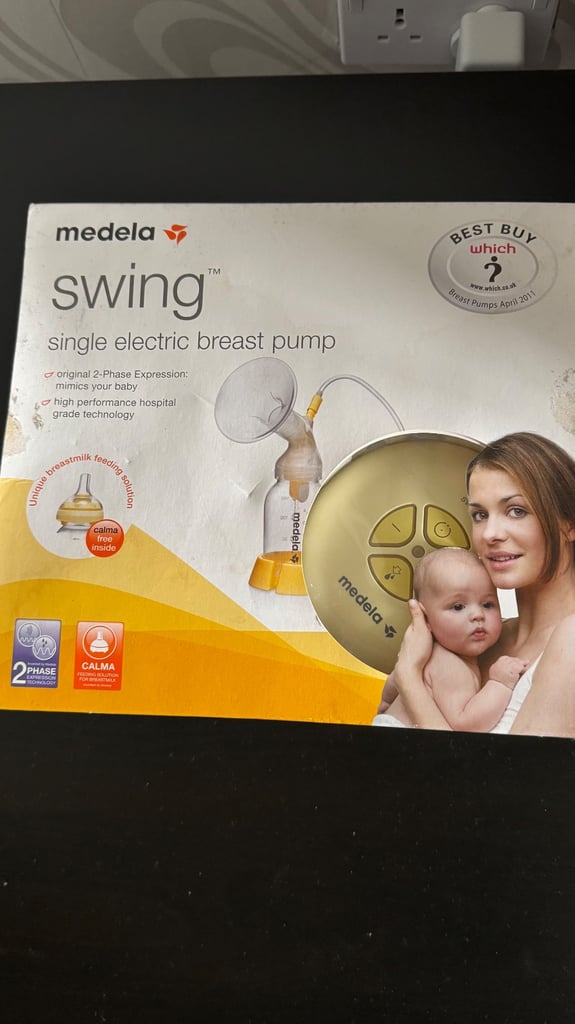 medela
BEST BUY
which
?
www.which.co.uk
Breast Pumps April 2011
swing™
single electric breast pump
original 2-Phase Expression:
mimics your baby
high performance hospital
grade technology
Unique breastmilk feeding solution
calma
free
inside
medela
medela
2 PHASE
EXPRESSION
TECHNOLOGY
CALMA
FEEDING SOLUTION
FOR BREASTMILK